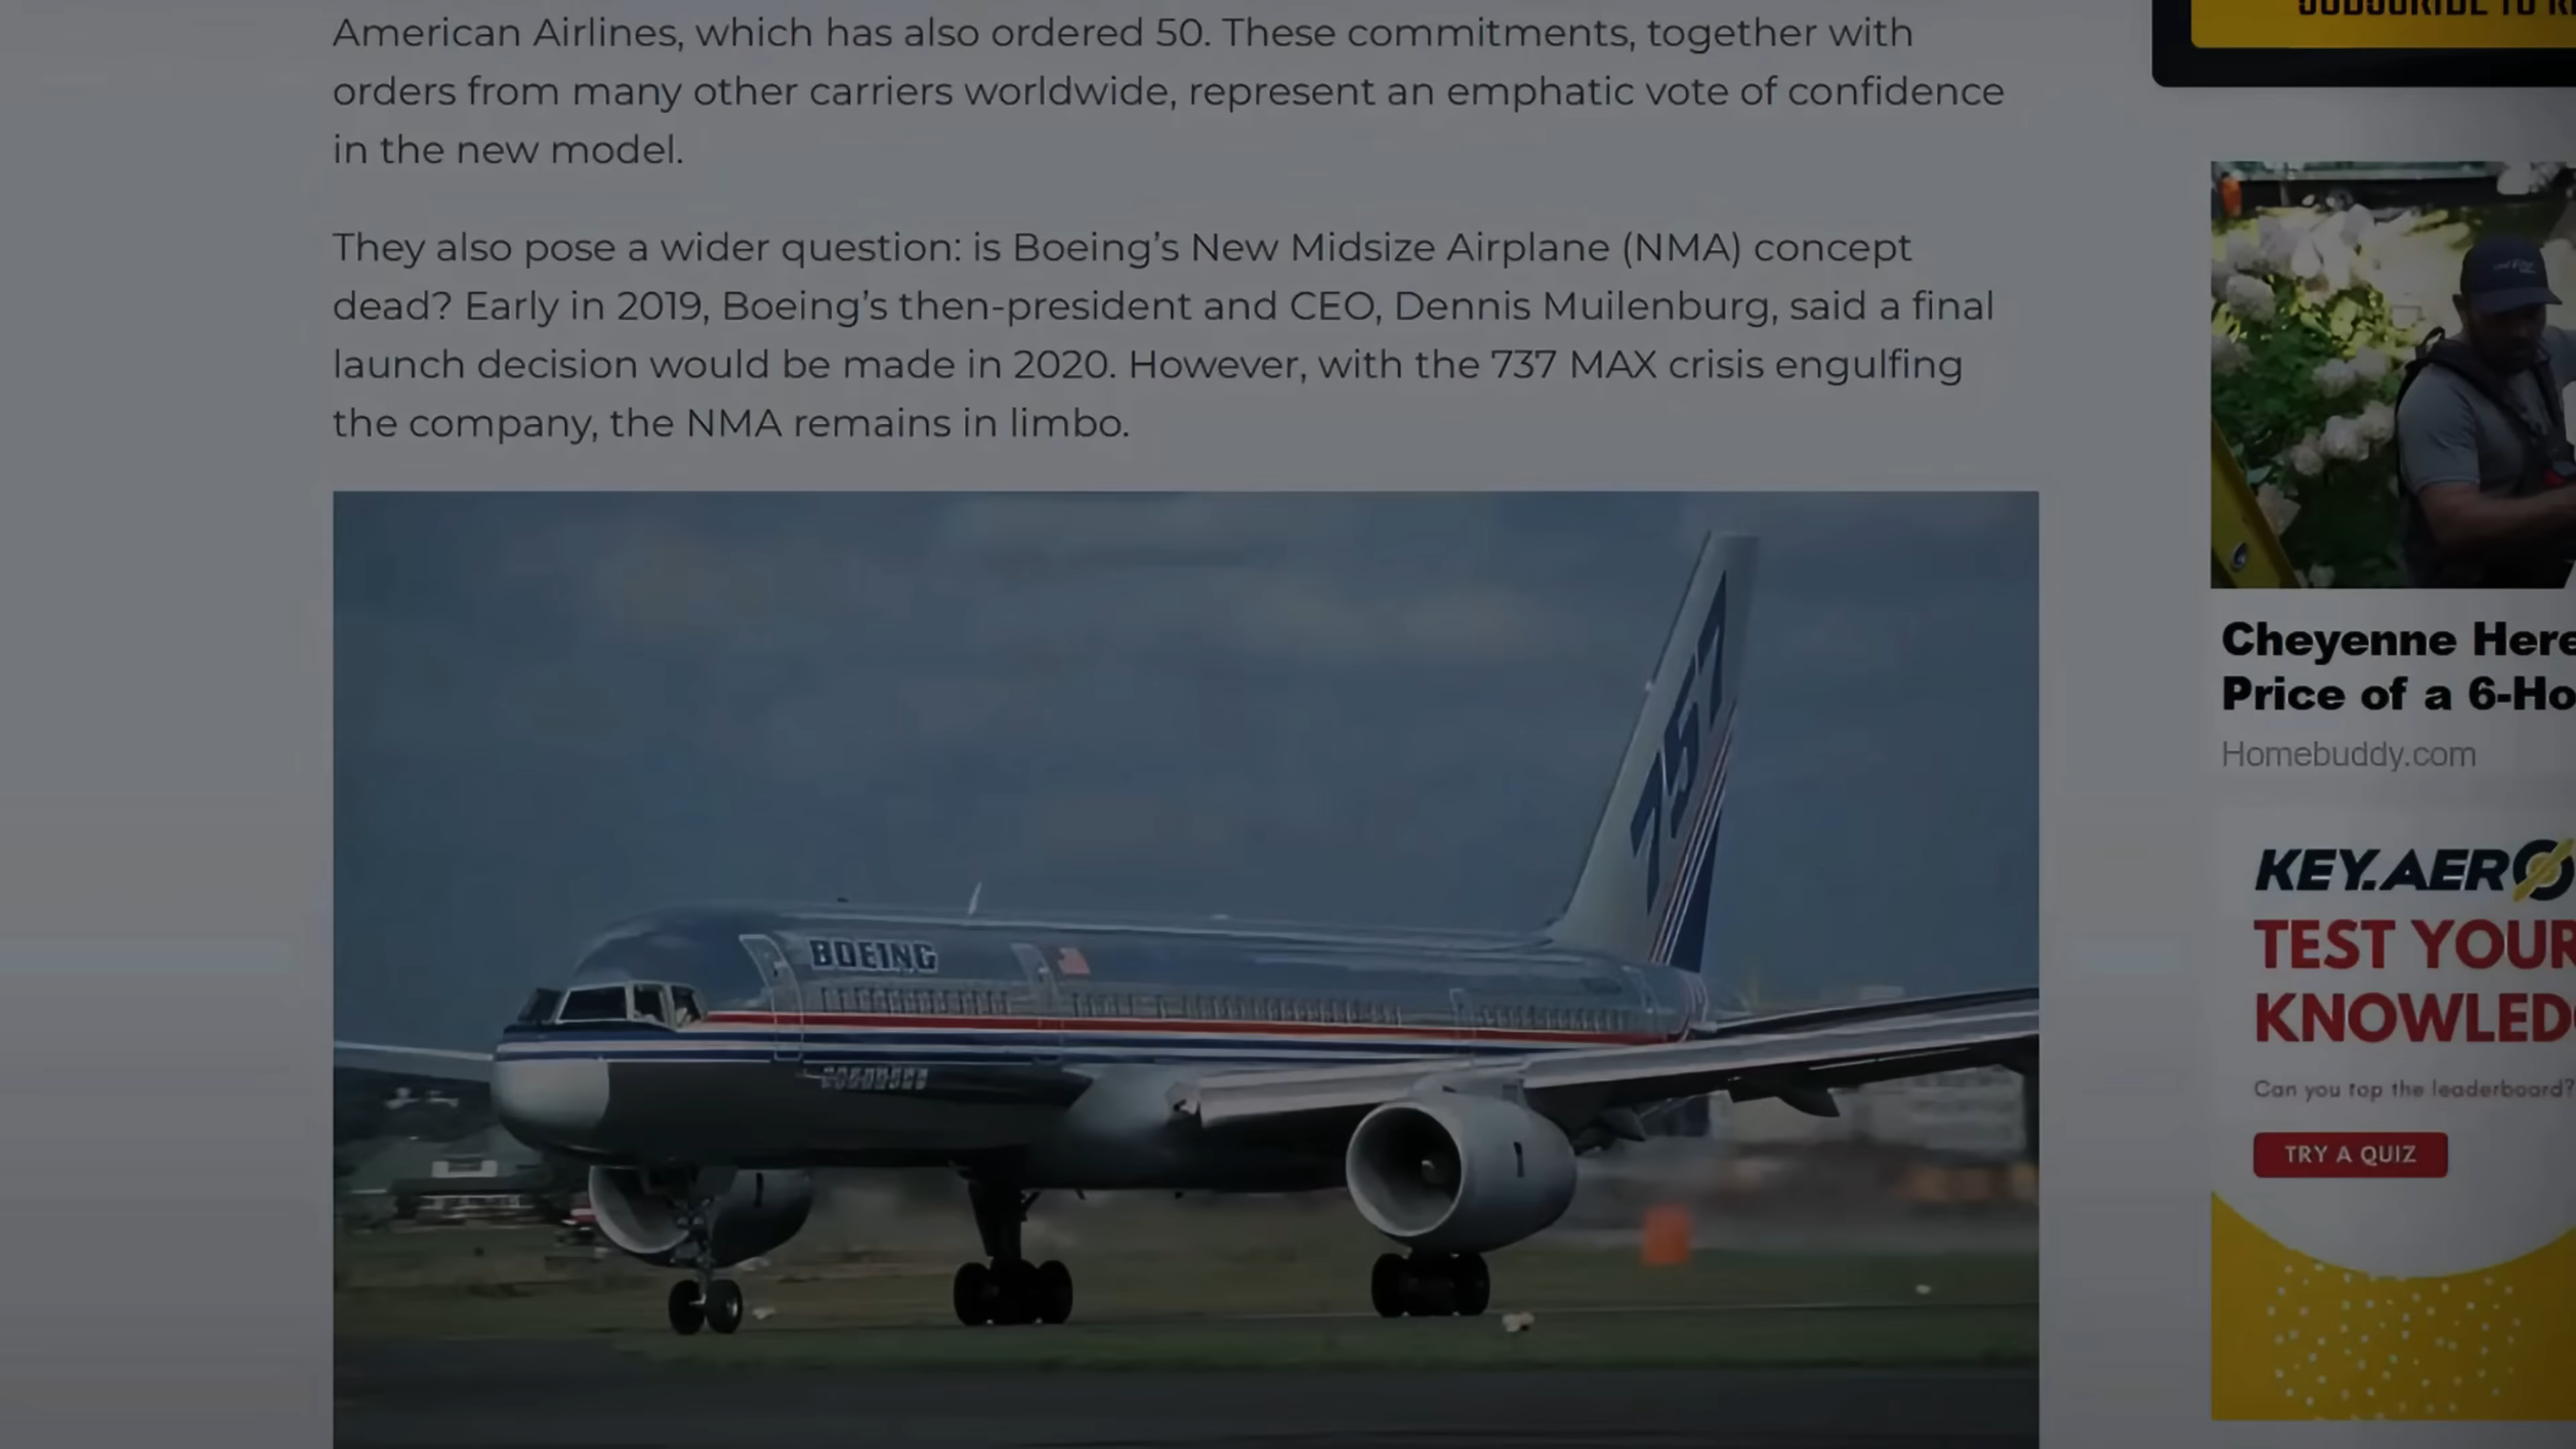 American Airlines, which has also ordered 50. These commitments, together with
orders from many other carriers worldwide, represent an emphatic vote of confidence
in the new model.
They also pose a wider question: is Boeing’s New Midsize Airplane (NMA) concept
dead? Early in 2019, Boeing’s then-president and CEO, Dennis Muilenburg, said a final
launch decision would be made in 2020. However, with the 737 MAX crisis engulfing
the company, the NMA remains in limbo.
757
BOEING
Cheyenne Here
Price of a 6-Ho
Homebuddy.com
KEY.AERO
TEST YOUR
KNOWLED
Can you top the leaderboard?
TRY A QUIZ